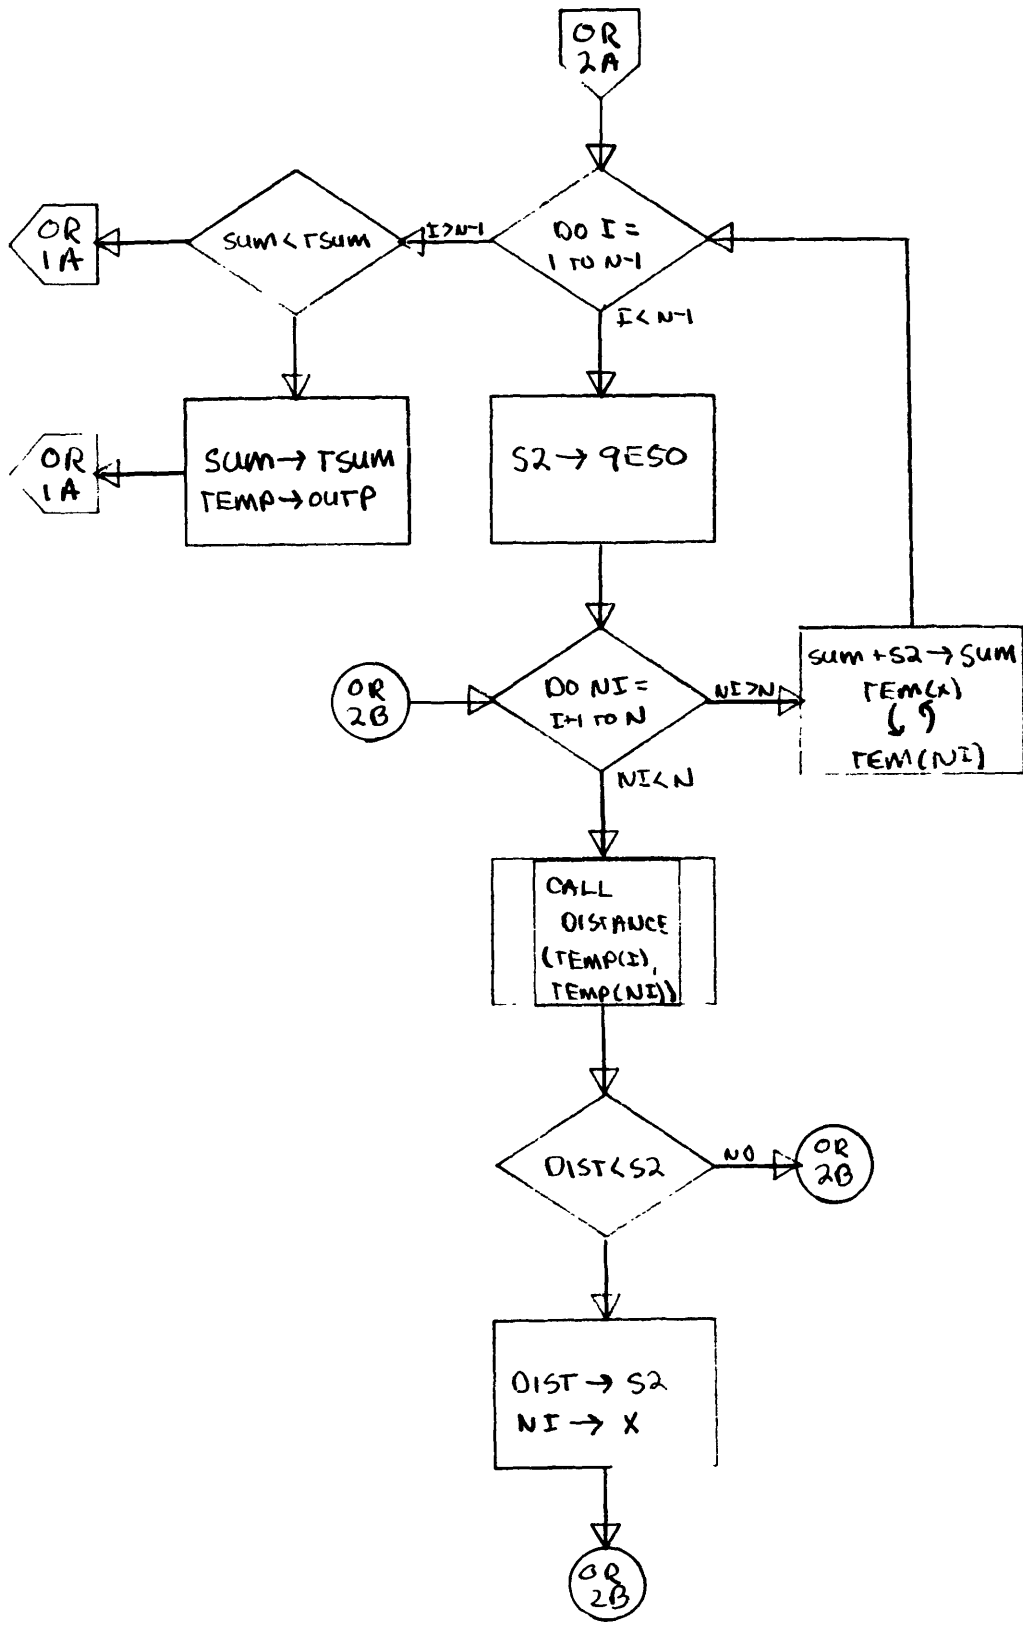 OR
2A
DO I =
1 TO N-1
I>N-1
SUM<TSUM
OR
1A
I<N-1
SUM→TSUM
TEMP→OUTP
OR
1A
S2→9E50
OR
2B
DO NI =
I+1 TO N
NI>N
SUM+S2→SUM
TEM(X)
TEM(NI)
NI<N
CALL
DISTANCE
(TEMP(I),
TEMP(NI))
DIST<S2
NO
OR
2B
DIST→S2
NI→X
OR
2B